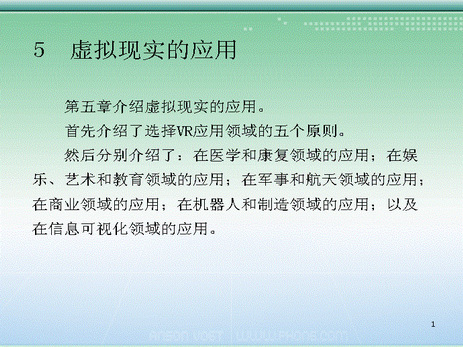 5 虚拟现实的应用
第五章介绍虚拟现实的应用。
首先介绍了选择VR应用领域的五个原则。
然后分别介绍了：在医学和康复领域的应用；在娱
乐、艺术和教育领域的应用；在军事和航天领域的应用；
在商业领域的应用；在机器人和制造领域的应用；以及
在信息可视化领域的应用。
1